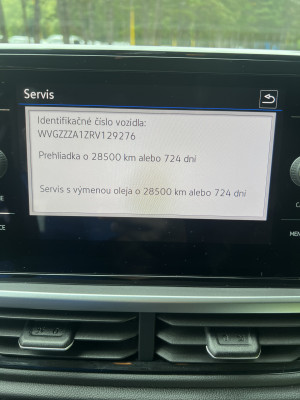 Servis
Identifikačné číslo vozidla:
WVGZZZA1ZRV129276
Prehliadka o 28500 km alebo 724 dní
Servis s výmenou oleja o 28500 km alebo 724 dní